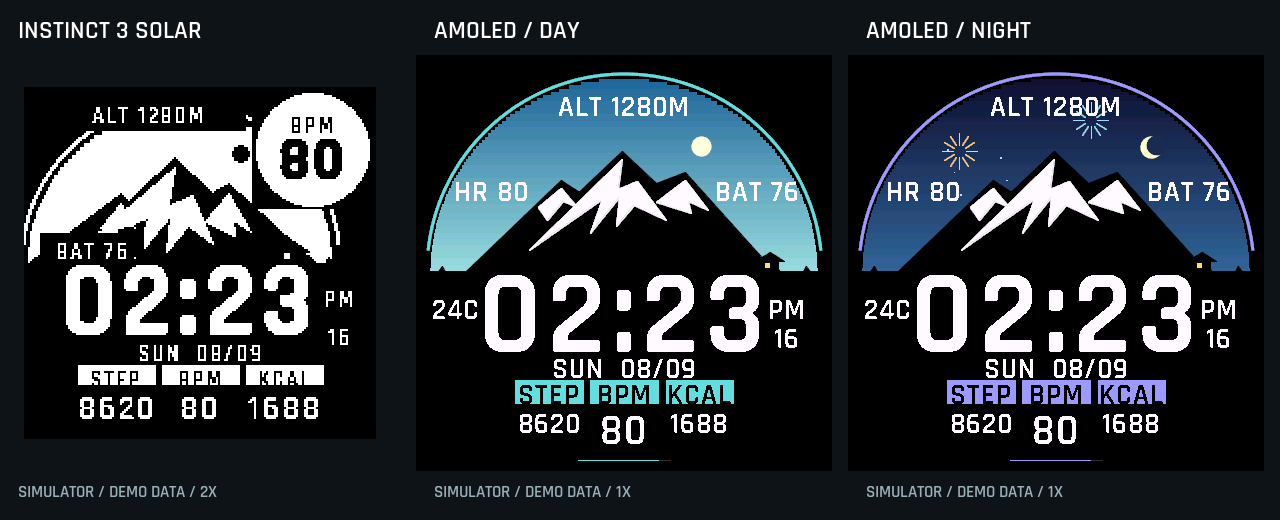 INSTINCT 3 SOLAR
ALT 1280M
BPM
80
BAT 76
02:23
PM
16
SUN 08/09
STEP BPM KCAL
8620 80 1688
SIMULATOR / DEMO DATA / 2X
AMOLED / DAY
ALT 1280M
HR 80 BAT 76
24C 02:23 PM
16
SUN 08/09
STEP BPM KCAL
8620 80 1688
SIMULATOR / DEMO DATA / 1X
AMOLED / NIGHT
ALT 1280M
HR 80 BAT 76
24C 02:23 PM
16
SUN 08/09
STEP BPM KCAL
8620 80 1688
SIMULATOR / DEMO DATA / 1X